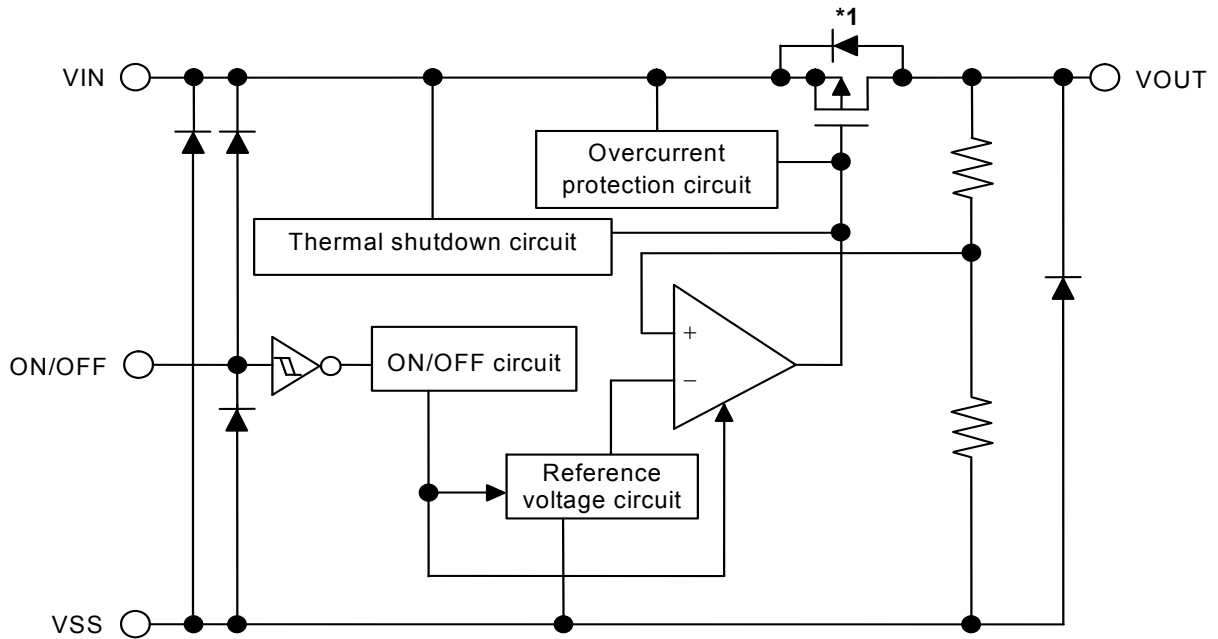 *1
VIN
VOUT
Overcurrent
protection circuit
Thermal shutdown circuit
+
−
ON/OFF
ON/OFF circuit
Reference
voltage circuit
VSS